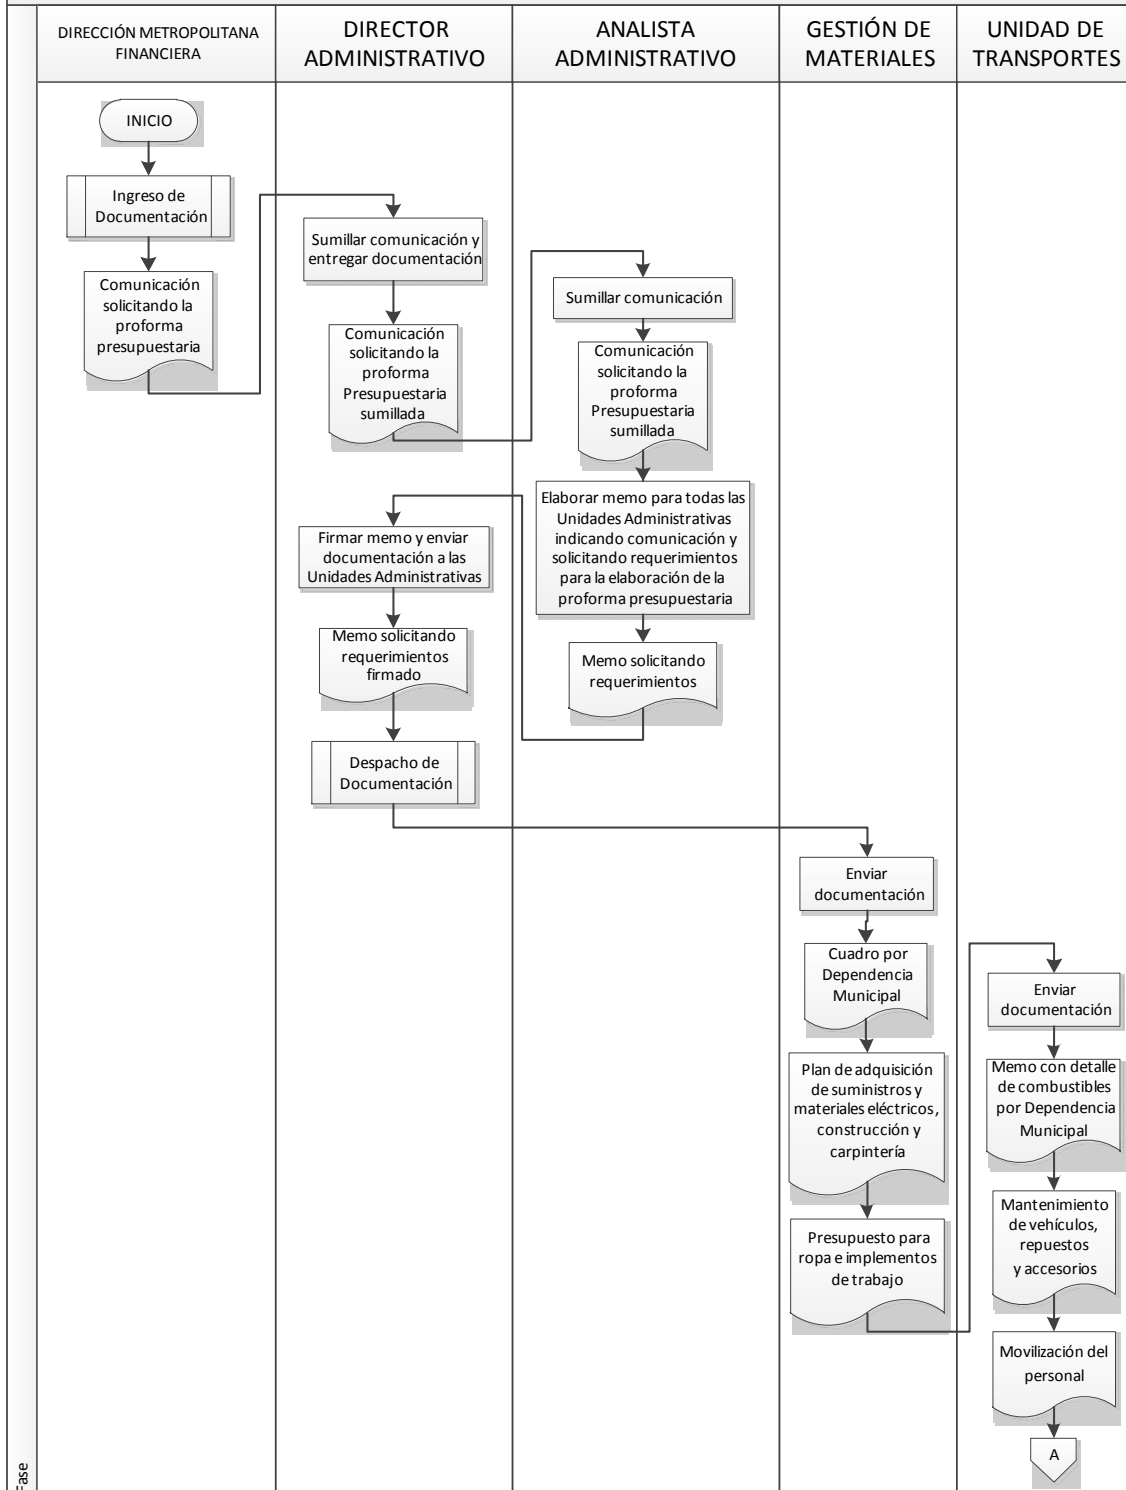 DIRECCIÓN METROPOLITANA
FINANCIERA
DIRECTOR
ADMINISTRATIVO
ANALISTA
ADMINISTRATIVO
GESTIÓN DE
MATERIALES
UNIDAD DE
TRANSPORTES
INICIO
Ingreso de
Documentación
Comunicación
solicitando la
proforma
presupuestaria
Sumillar comunicación y
entregar documentación
Comunicación
solicitando la
proforma
Presupuestaria
sumillada
Sumillar comunicación
Comunicación
solicitando la
proforma
Presupuestaria
sumillada
Elaborar memo para todas las
Unidades Administrativas
indicando comunicación y
solicitando requerimientos
para la elaboración de la
proforma presupuestaria
Memo solicitando
requerimientos
Firmar memo y enviar
documentación a las
Unidades Administrativas
Memo solicitando
requerimientos
firmado
Despacho de
Documentación
Enviar
documentación
Cuadro por
Dependencia
Municipal
Plan de adquisición
de suministros y
materiales eléctricos,
construcción y
carpintería
Presupuesto para
ropa e implementos
de trabajo
Enviar
documentación
Memo con detalle
de combustibles
por Dependencia
Municipal
Mantenimiento
de vehículos,
repuestos
y accesorios
Movilización del
personal
A
Fase